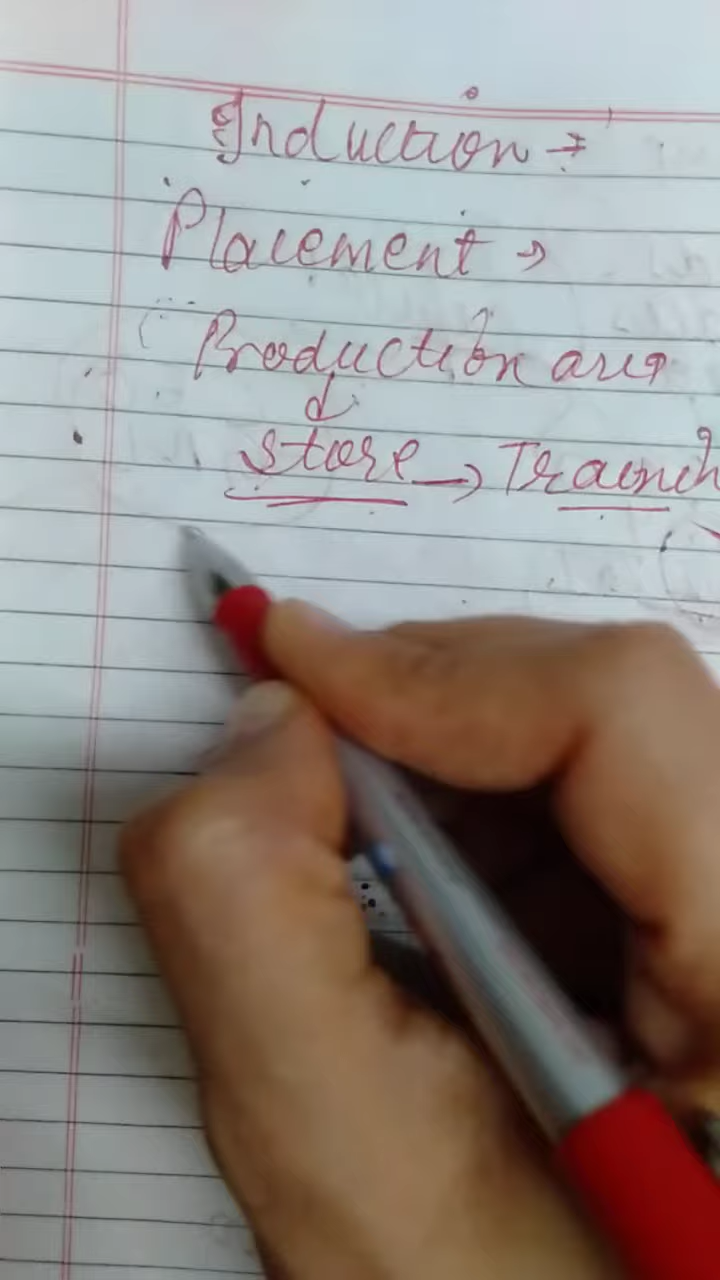 Induction →
Placement →
Production area
↓
Store → Trainin